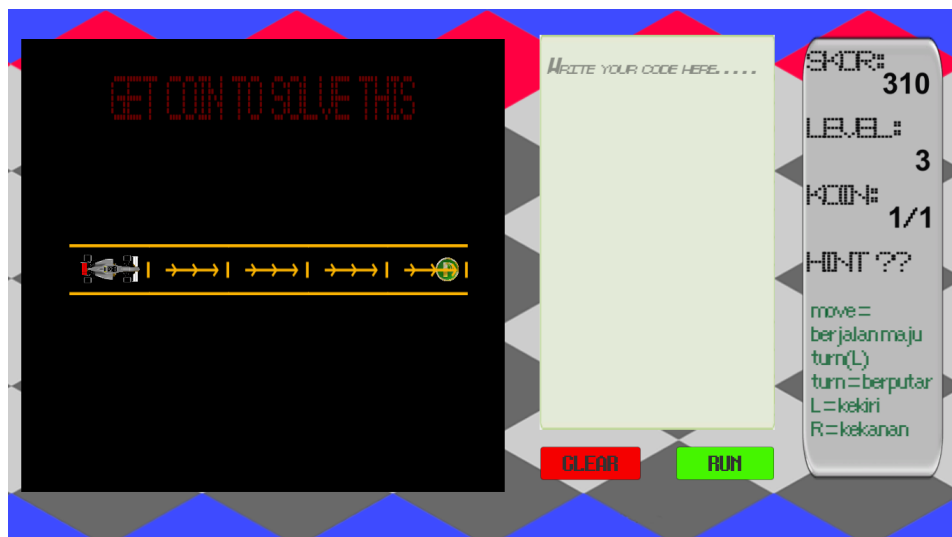 GET COIN TO SOLVE THIS
WRITE YOUR CODE HERE.....
CLEAR
RUN
SKOR:
310
LEVEL:
3
KOIN:
1/1
HINT ??
move=
berjalan maju
turn(L)
turn=berputar
L=kekiri
R=kekanan